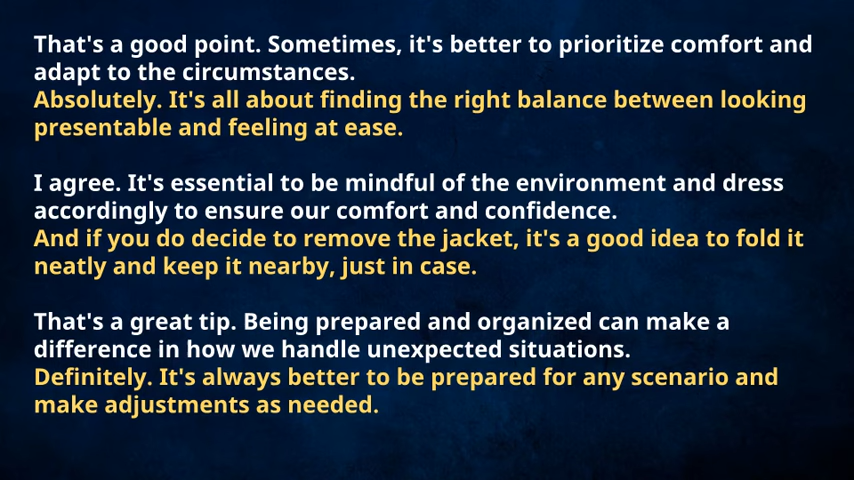 That's a good point. Sometimes, it's better to prioritize comfort and
adapt to the circumstances.
Absolutely. It's all about finding the right balance between looking
presentable and feeling at ease.
I agree. It's essential to be mindful of the environment and dress
accordingly to ensure our comfort and confidence.
And if you do decide to remove the jacket, it's a good idea to fold it
neatly and keep it nearby, just in case.
That's a great tip. Being prepared and organized can make a
difference in how we handle unexpected situations.
Definitely. It's always better to be prepared for any scenario and
make adjustments as needed.